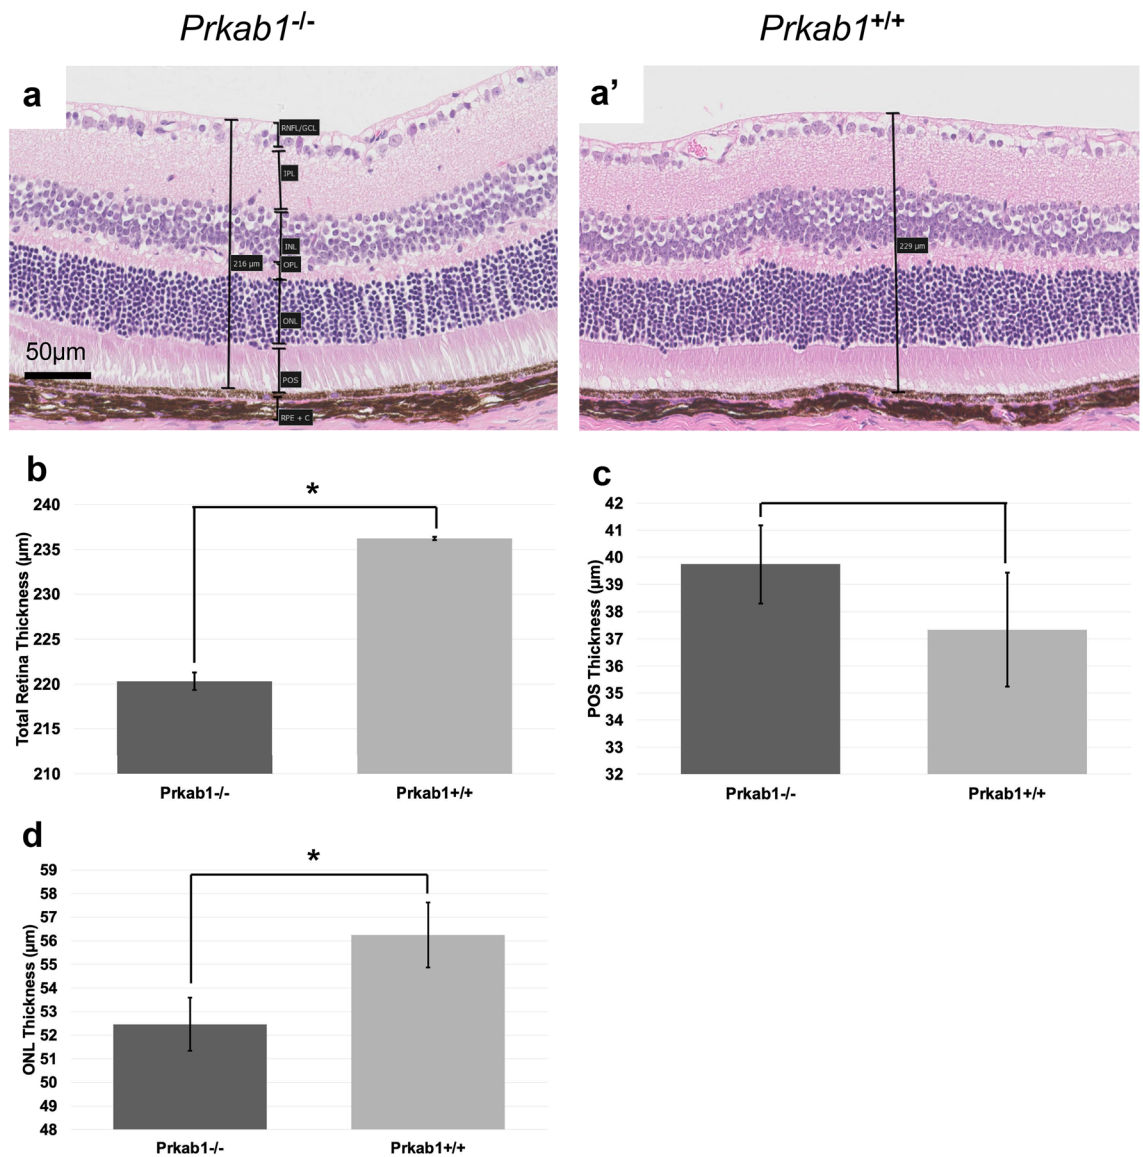 Prkab1-/-
Prkab1+/+
a
RNFL/GCL
IPL
INL
216 µm
OPL
ONL
50µm
POS
RPE + C
a’
229 µm
b
*
Total Retina Thickness (µm)
240
235
230
225
220
215
210
Prkab1-/-
Prkab1+/+
c
POS Thickness (µm)
42
41
40
39
38
37
36
35
34
33
32
Prkab1-/-
Prkab1+/+
d
*
ONL Thickness (µm)
59
58
57
56
55
54
53
52
51
50
49
48
Prkab1-/-
Prkab1+/+